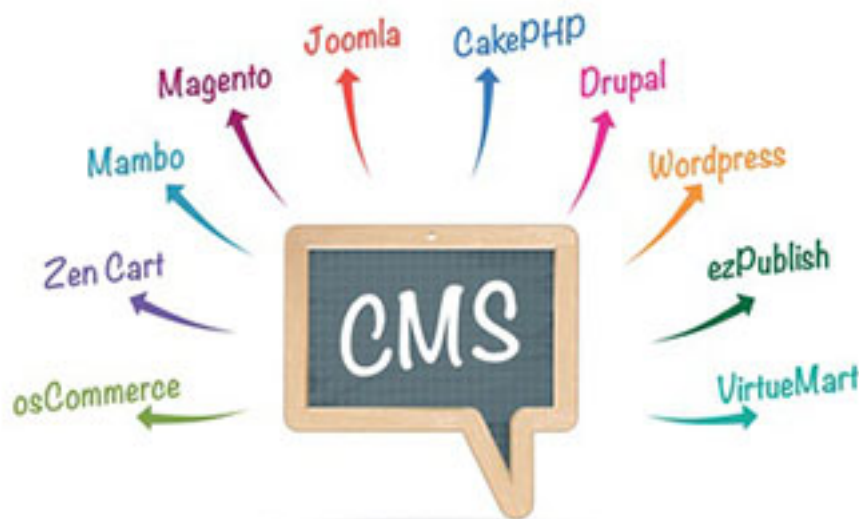 Joomla
CakePHP
Magento
Drupal
Mambo
Wordpress
Zen Cart
ezPublish
CMS
osCommerce
VirtueMart